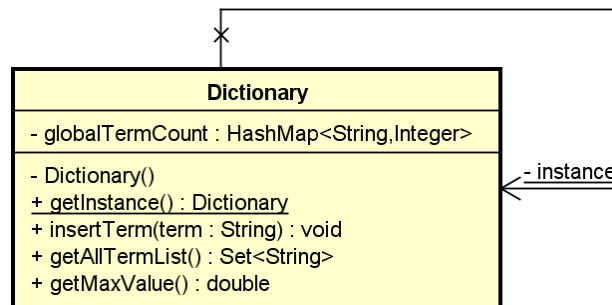 Dictionary
- globalTermCount : HashMap<String,Integer>
- Dictionary()
+ getInstance() : Dictionary
- instance
+ insertTerm(term : String) : void
+ getAllTermList() : Set<String>
+ getMaxValue() : double